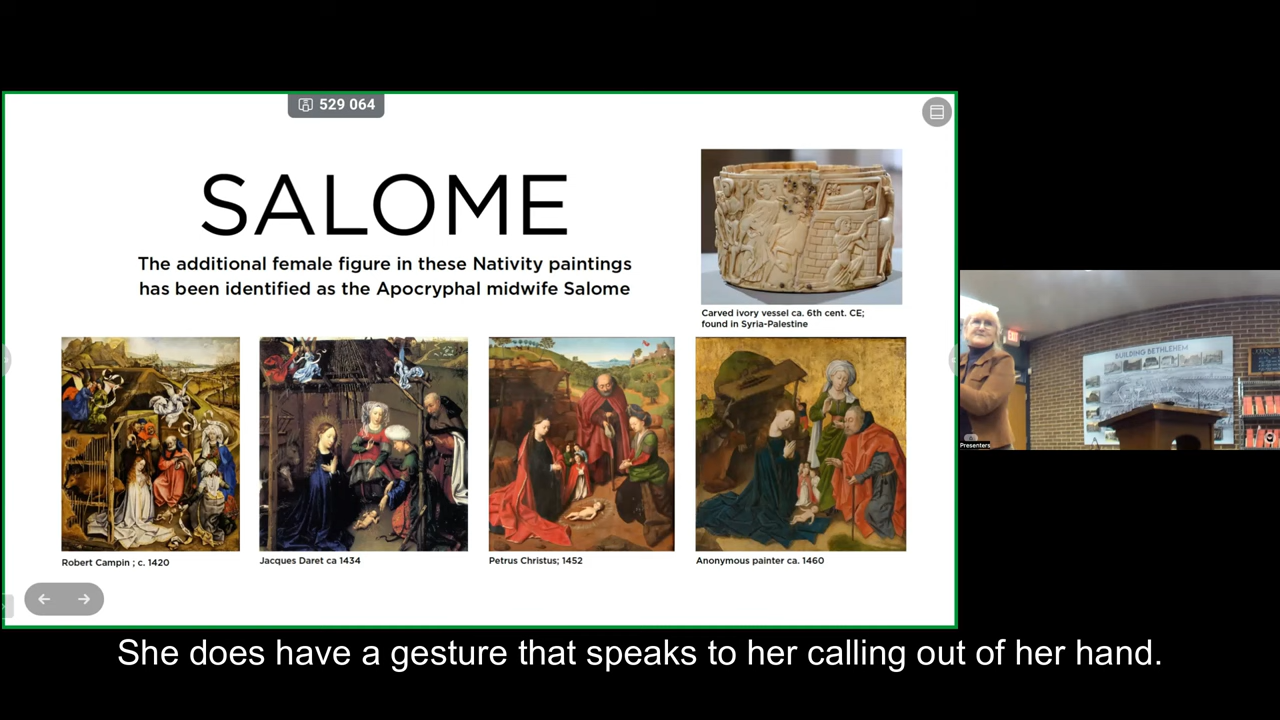 529 064
SALOME
The additional female figure in these Nativity paintings
has been identified as the Apocryphal midwife Salome
Carved ivory vessel ca. 6th cent. CE;
found in Syria-Palestine
Robert Campin ; c. 1420
Jacques Daret ca 1434
Petrus Christus; 1452
Anonymous painter ca. 1460
EXIT
BUILDING BETHLEHEM
Presenters
She does have a gesture that speaks to her calling out of her hand.